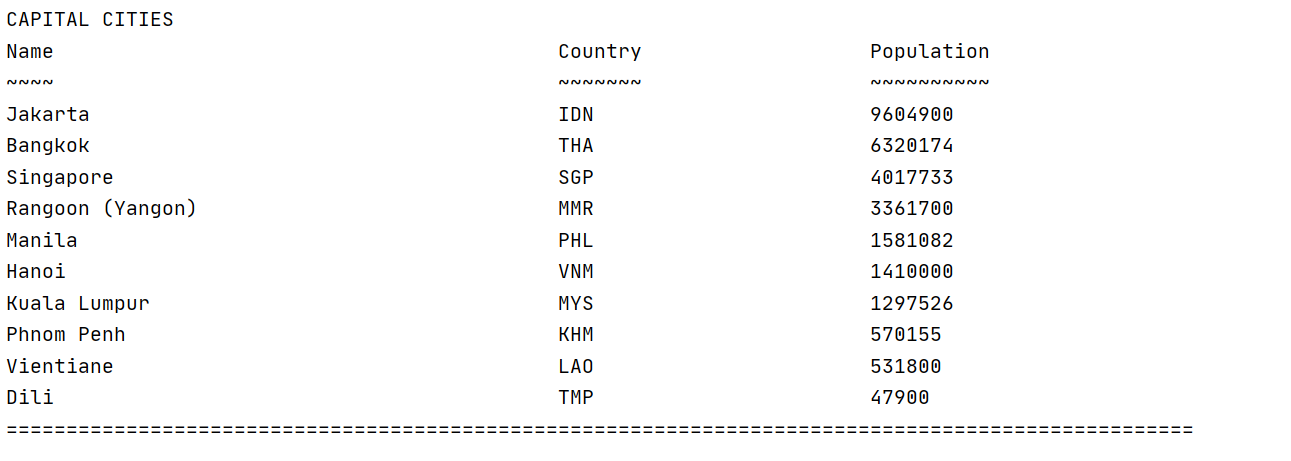 CAPITAL CITIES
Name Country Population
~~~~ ~~~~~~~ ~~~~~~~~~~
Jakarta IDN 9604900
Bangkok THA 6320174
Singapore SGP 4017733
Rangoon (Yangon) MMR 3361700
Manila PHL 1581082
Hanoi VNM 1410000
Kuala Lumpur MYS 1297526
Phnom Penh KHM 570155
Vientiane LAO 531800
Dili TMP 47900
===================================================================================================